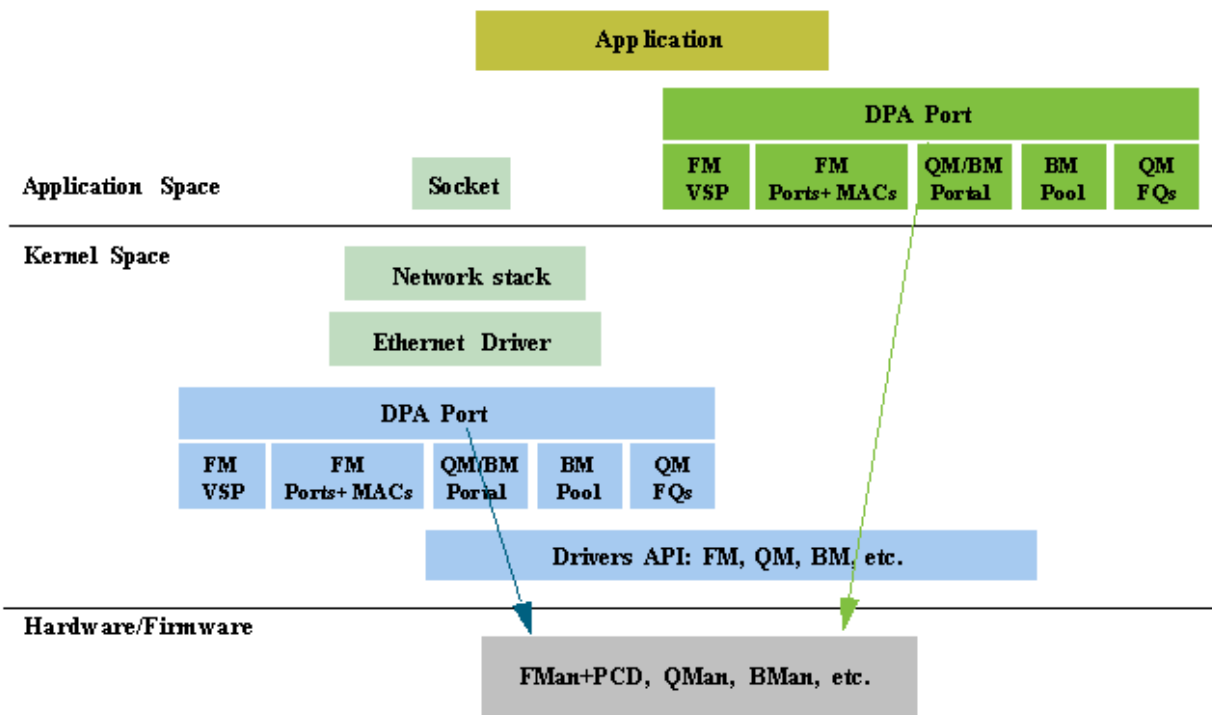 Application
DPA Port
FM
VSP
FM
Ports+ MACs
QM/BM
Portal
BM
Pool
QM
FQs
Application Space
Socket
Kernel Space
Network stack
Ethernet Driver
DPA Port
FM
VSP
FM
Ports+ MACs
QM/BM
Portal
BM
Pool
QM
FQs
Drivers API: FM, QM, BM, etc.
Hardware/Firmware
FMan+PCD, QMan, BMan, etc.